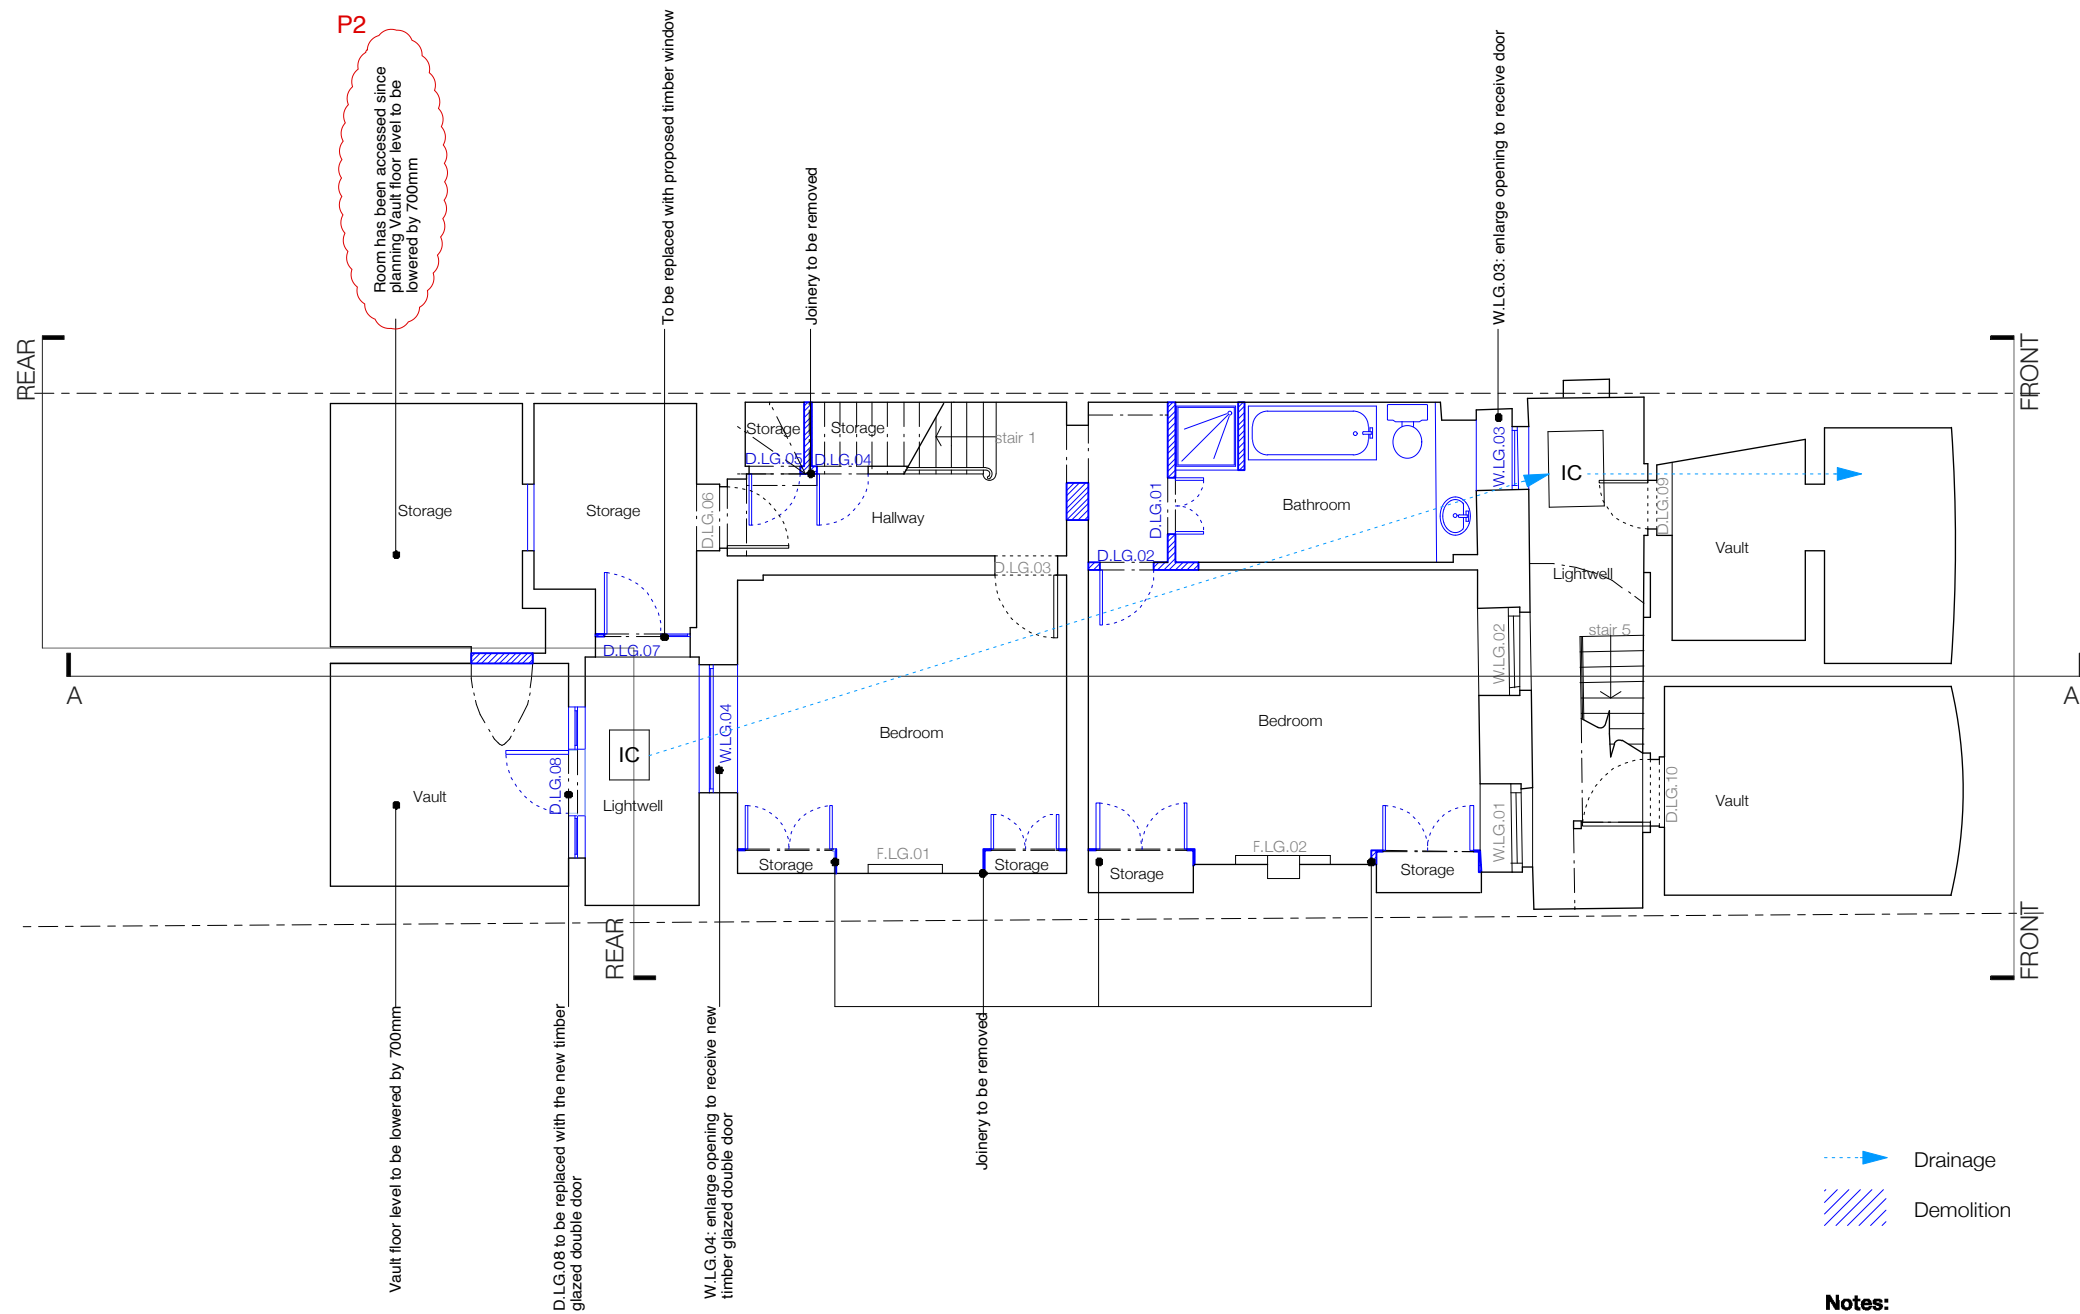 P2
Room has been accessed since
planning Vault floor level to be
lowered by 700mm
To be replaced with proposed timber window
Joinery to be removed
W.LG.03: enlarge opening to receive door
REAR
FRONT
Storage
Storage
stair 1
D.LG.05
D.LG.04
W.LG.03
IC
D.LG.09
Storage
Storage
D.LG.06
Hallway
D.LG.01
Bathroom
Vault
D.LG.03
D.LG.02
Lightwell
stair 5
D.LG.07
W.LG.02
A
A
W.LG.04
Bedroom
Bedroom
IC
D.LG.08
Vault
Lightwell
D.LG.10
Vault
W.LG.01
F.LG.01
F.LG.02
Storage
Storage
Storage
Storage
REAR
FRONT
Vault floor level to be lowered by 700mm
D.LG.08 to be replaced with the new timber
glazed double door
W.LG.04: enlarge opening to receive new
timber glazed double door
Joinery to be removed
Drainage
Demolition
Notes: